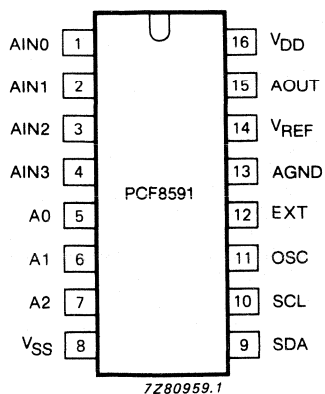 AIN0 1 16 VDD
AIN1 2 15 AOUT
AIN2 3 14 VREF
AIN3 4 13 AGND
PCF8591
A0 5 12 EXT
A1 6 11 OSC
A2 7 10 SCL
VSS 8 9 SDA
7Z80959.1